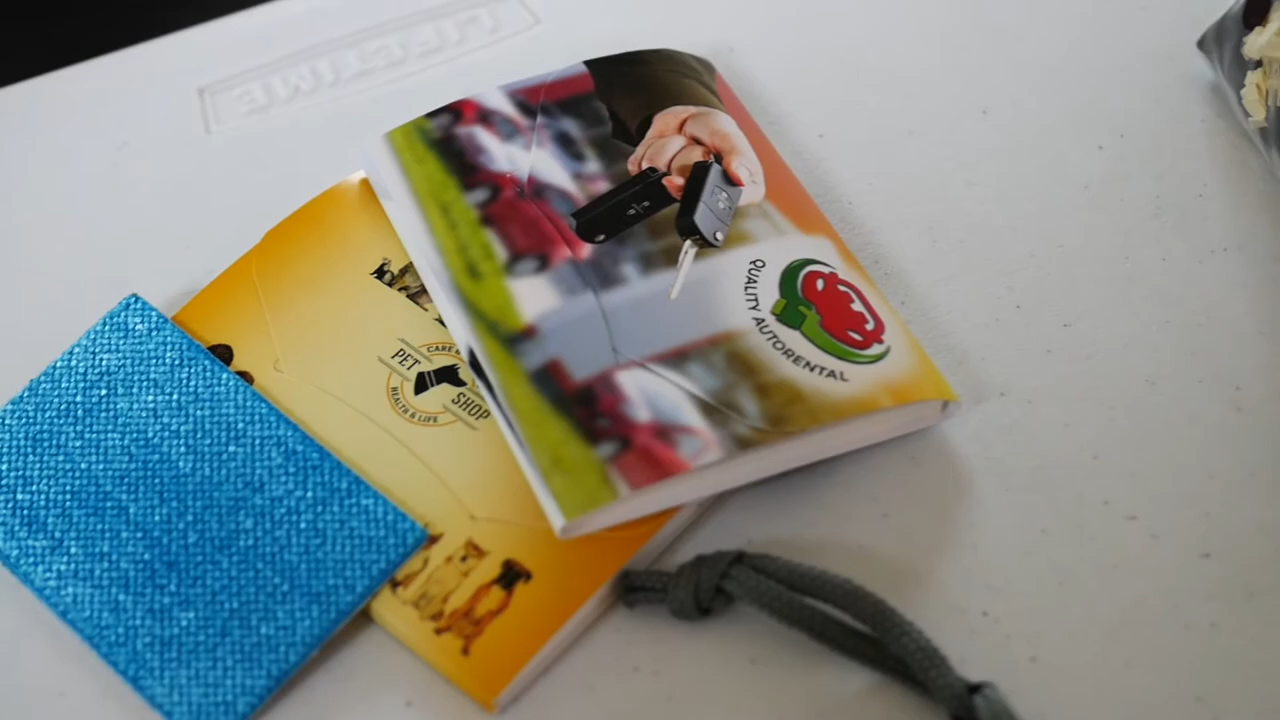 LIFETIME
QUALITY AUTORENTAL
CARE &
PET
SHOP
HEALTH & LIFE